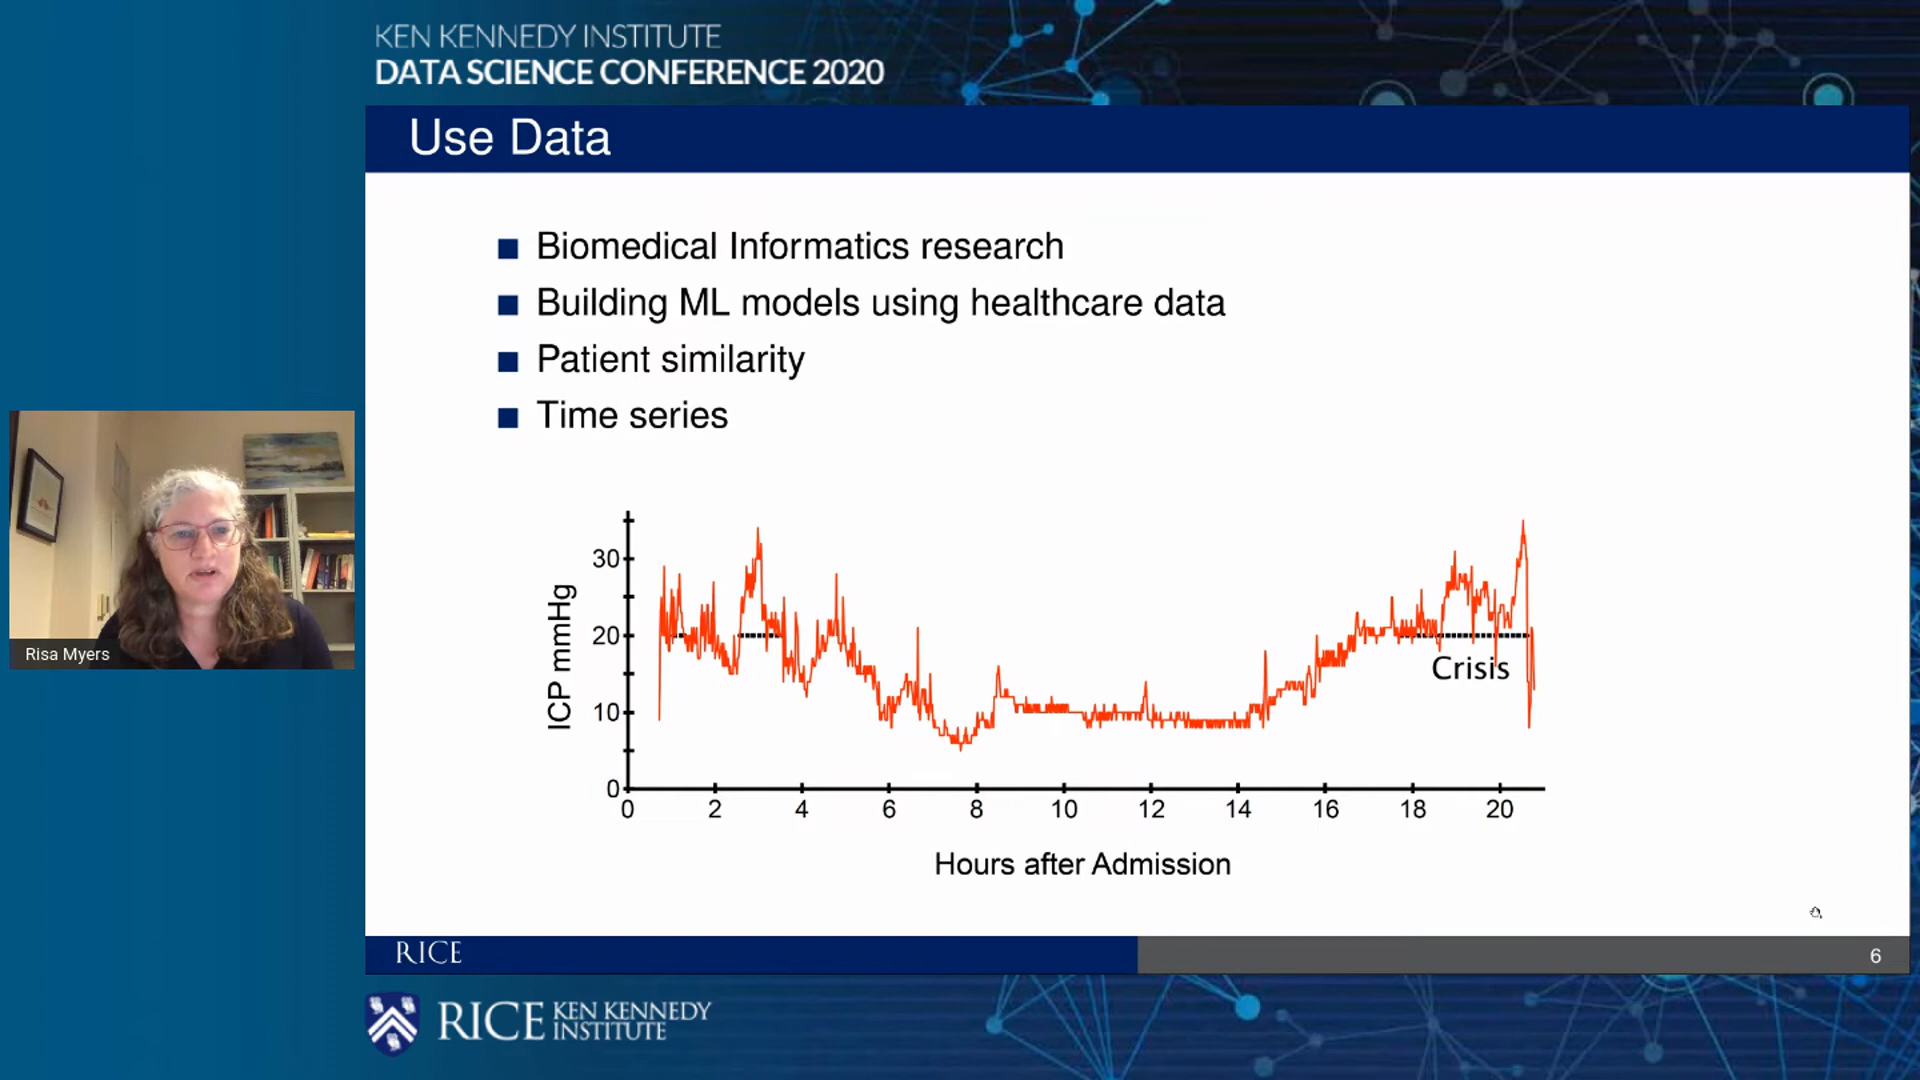 KEN KENNEDY INSTITUTE
DATA SCIENCE CONFERENCE 2020
Use Data
Biomedical Informatics research
Building ML models using healthcare data
Patient similarity
Time series
Risa Myers
ICP mmHg
30
20
10
0
Crisis
0 2 4 6 8 10 12 14 16 18 20
Hours after Admission
RICE
6
RICE KEN KENNEDY
INSTITUTE